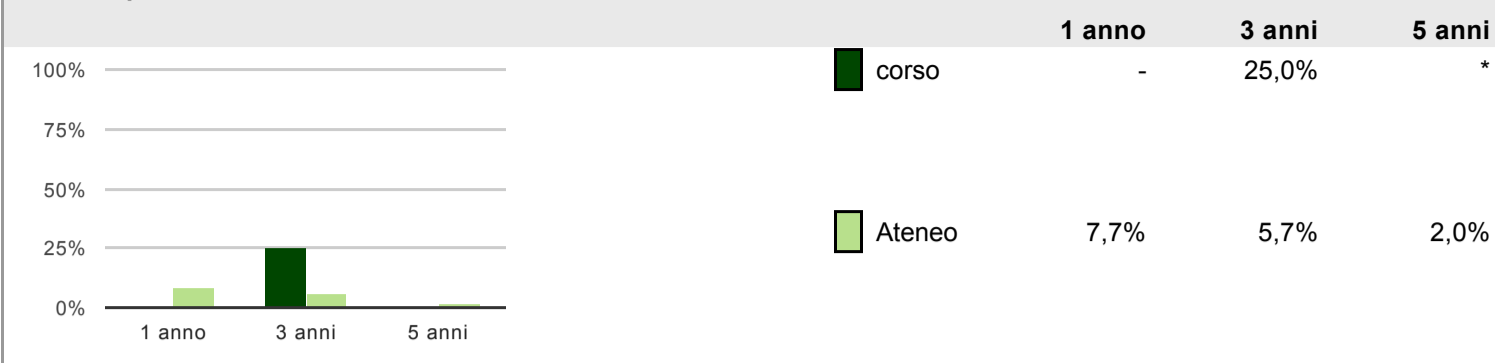 1 anno 3 anni 5 anni
100%
75%
50%
25%
0%
1 anno 3 anni 5 anni
corso - 25,0% *
Ateneo 7,7% 5,7% 2,0%